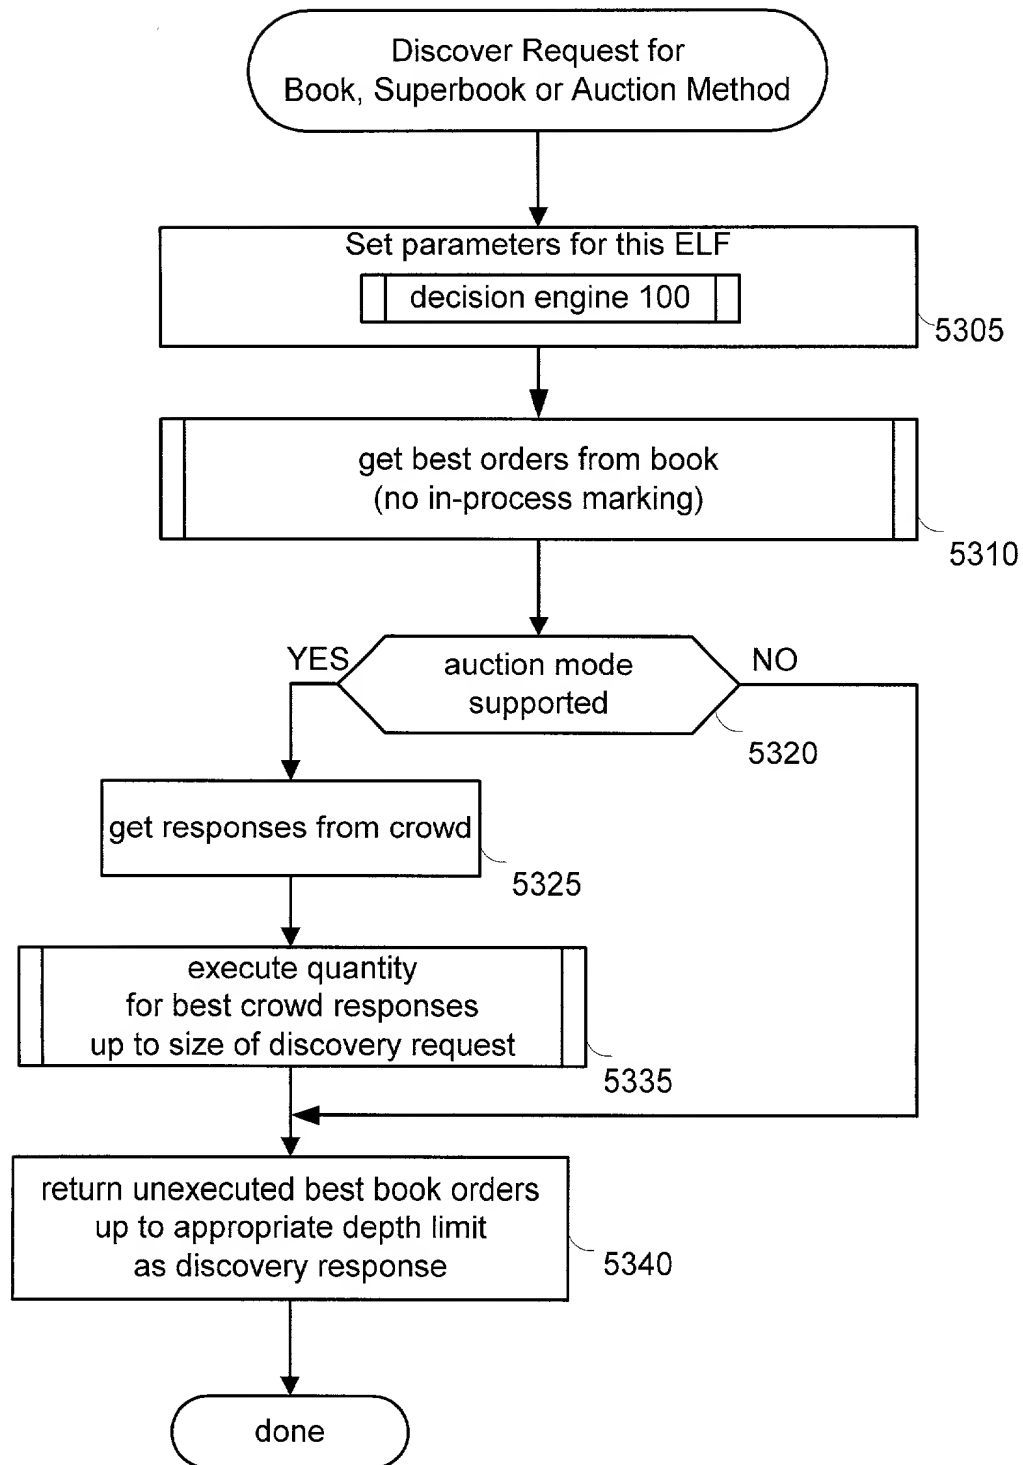 Discover Request for
Book, Superbook or Auction Method
Set parameters for this ELF
decision engine 100
5305
get best orders from book
(no in-process marking)
5310
YES
auction mode
supported
NO
5320
get responses from crowd
5325
execute quantity
for best crowd responses
up to size of discovery request
5335
return unexecuted best book orders
up to appropriate depth limit
as discovery response
5340
done